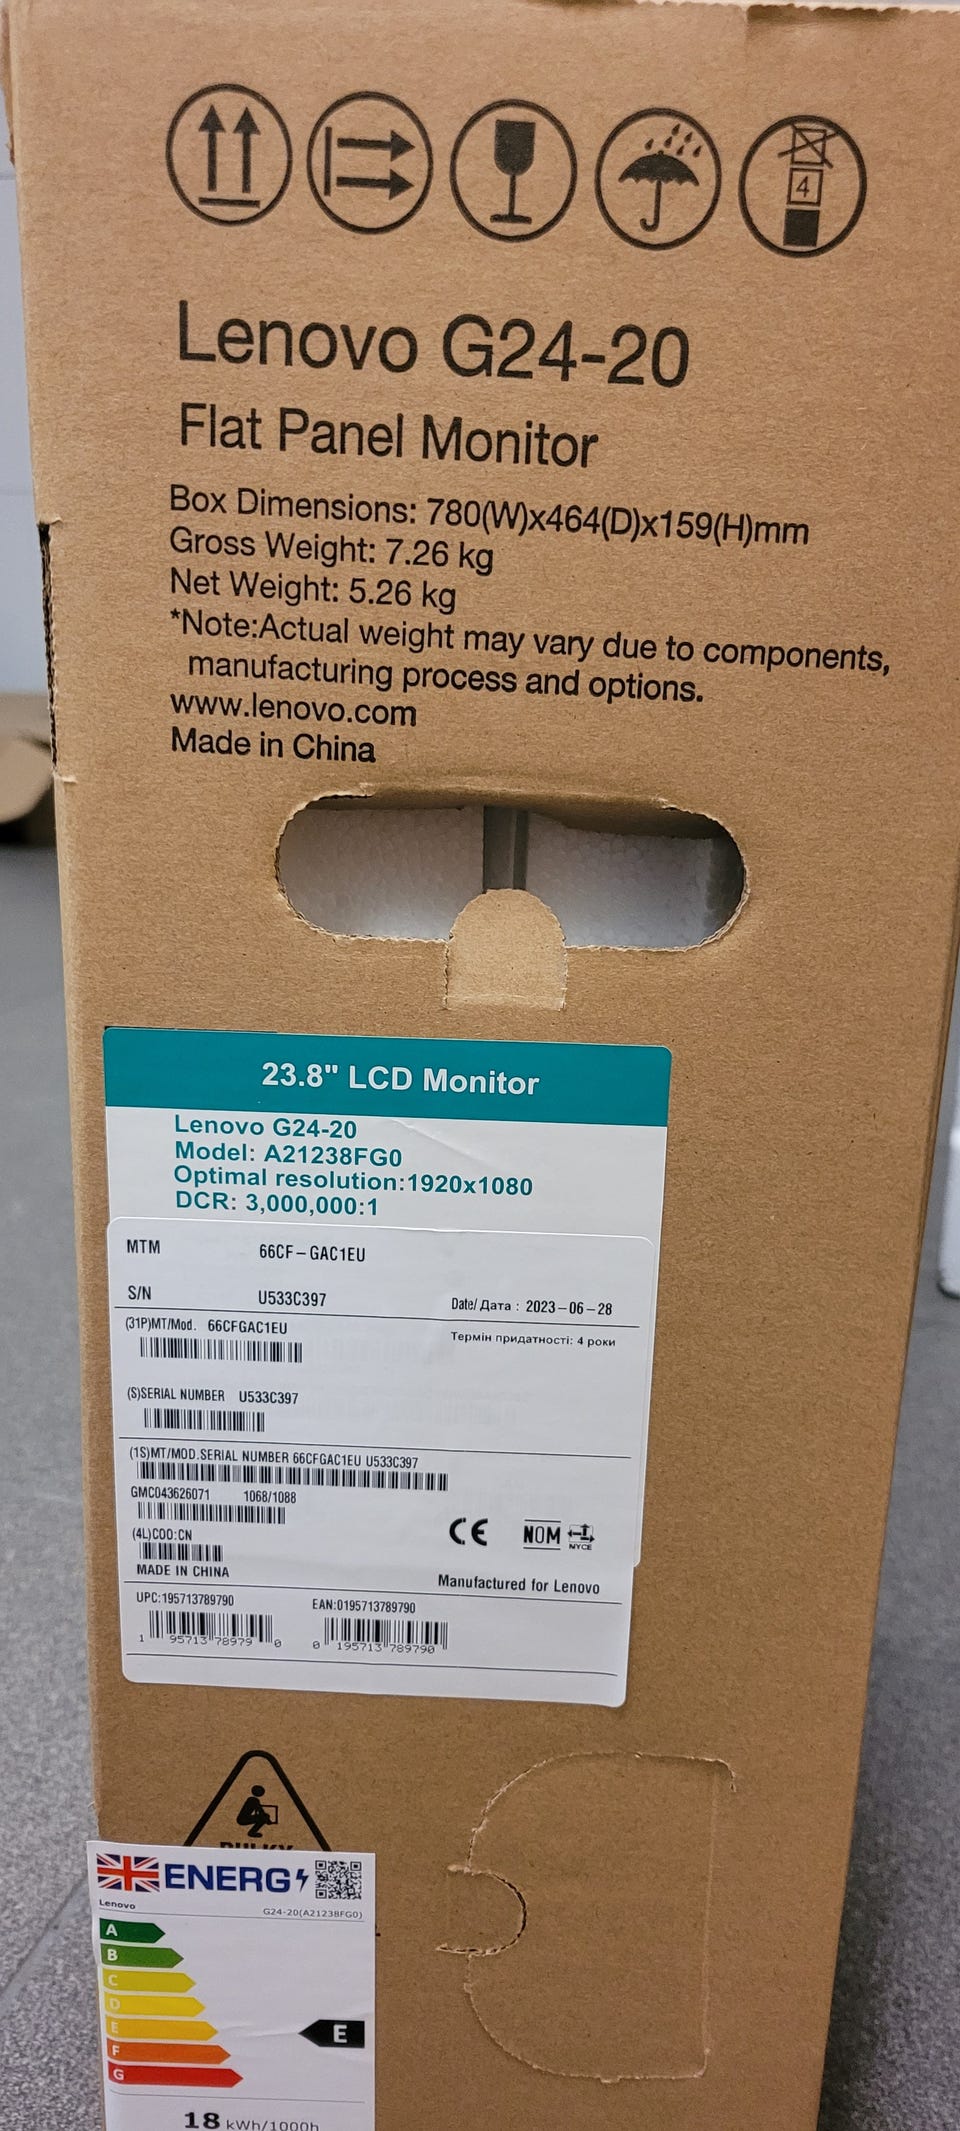 4
Lenovo G24-20
Flat Panel Monitor
Box Dimensions: 780(W)x464(D)x159(H)mm
Gross Weight: 7.26 kg
Net Weight: 5.26 kg
*Note:Actual weight may vary due to components,
manufacturing process and options.
www.lenovo.com
Made in China
23.8" LCD Monitor
Lenovo G24-20
Model: A21238FG0
Optimal resolution:1920x1080
DCR: 3,000,000:1
MTM 66CF-GAC1EU
S/N U533C397 Date/ Дата : 2023-06-28
(31P)MT/Mod. 66CFGAC1EU Термін придатності: 4 роки
(S)SERIAL NUMBER U533C397
(1S)MT/MOD.SERIAL NUMBER 66CFGAC1EU U533C397
GMC043626071 1068/1088
(4L)COO:CN
CE NOM NYCE
MADE IN CHINA
Manufactured for Lenovo
UPC:195713789790 EAN:0195713789790
1 95713 78979 0 0 195713 789790
BULKY
ENERG
Lenovo G24-20(A21238FG0)
A
B
C
D
E E
F
G
18 kWh/1000h